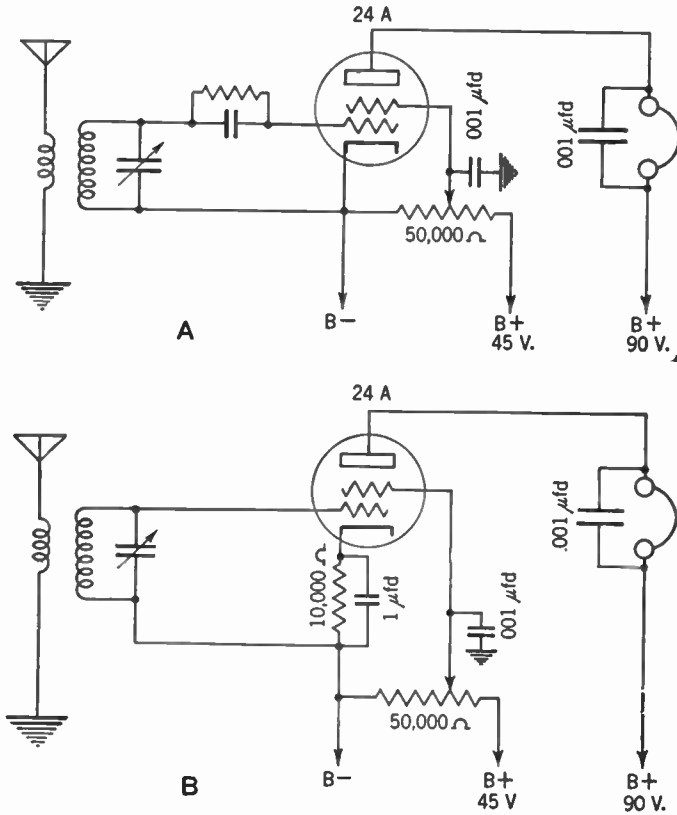 24 A
001 µfd
001 µfd
50,000 Ω
B−
B+
45 V.
B+
90 V.
A
24 A
.001 µfd
10,000 Ω
1 µfd
001 µfd
50,000 Ω
B−
B+
45 V
B+
90 V.
B